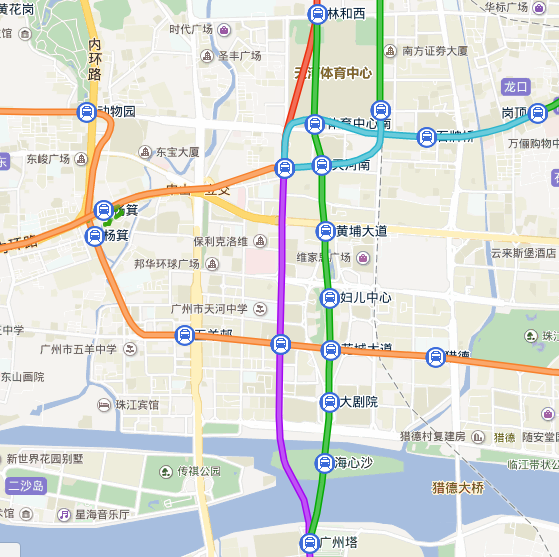 黄花岗
林和西
华标广场
时代广场
圣丰广场
南方证券大厦
内环路
天河体育中心
龙口
动物园
岗顶
体育中心南
石牌桥
万俪购物中
东宝大厦
东峻广场
天河南
杨箕
黄埔大道
保利克洛维
维家思广场
云来斯堡酒店
邦华环球广场
妇儿中心
广州市天河中学
五羊邨
珠江
中学
广州市五羊中学
花城大道
猎德
东山画院
大剧院
珠江宾馆
猎德村复建房
猎德
随安园
新世界花园别墅
海心沙
临江带状公
传祺公园
二沙岛
猎德大桥
星海音乐厅
术馆
广州塔